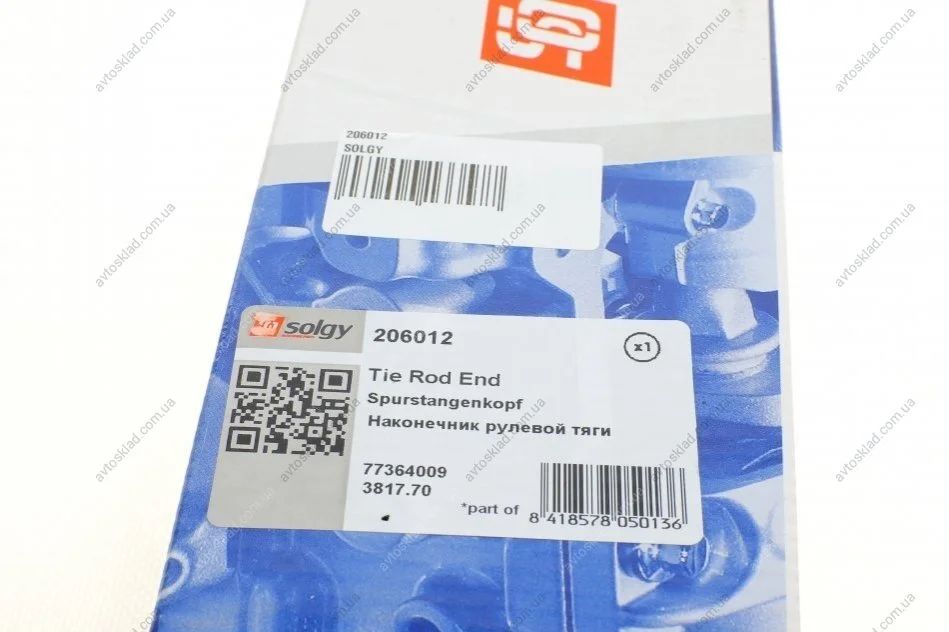 206012
SOLGY
solgy
206012
x1
Tie Rod End
Spurstangenkopf
Наконечник рулевой тяги
77364009
3817.70
*part of
8 418578 050136
avtosklad.com.ua